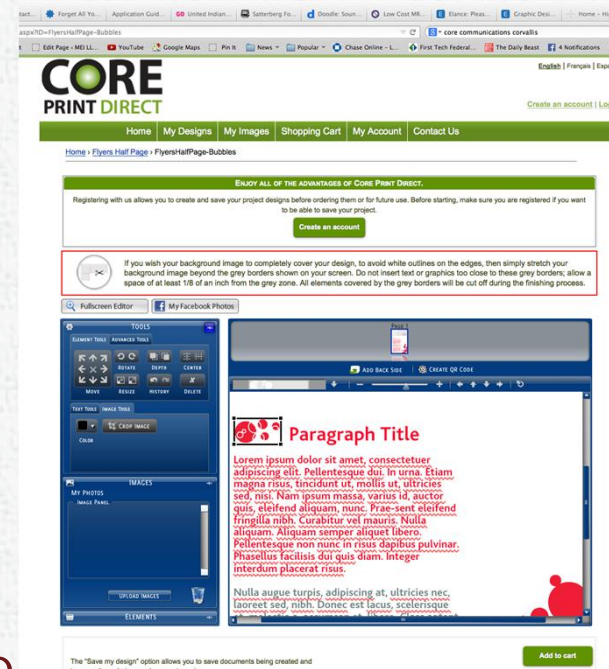 Forget All Yo...
Application Guid...
GO United Indian...
Satterberg Fo...
d Doodle: Soun...
Low Cost MR...
E Elance: Pleas...
E Graphic Desi...
.aspx?ID=FlyersHalfPage-Bubbles
core communications corvallis
Edit Page - MEI LL...
YouTube
Google Maps
Pin It
News
Popular
Chase Online - L...
First Tech Federal...
The Daily Beast
4 Notifications
CORE
PRINT DIRECT
English | Français |
Create an account |
Home | My Designs | My Images | Shopping Cart | My Account | Contact Us
Home › Flyers Half Page › FlyersHalfPage-Bubbles
ENJOY ALL OF THE ADVANTAGES OF CORE PRINT DIRECT.
Registering with us allows you to create and save your project designs before ordering them or for future use. Before starting, make sure you are registered if you want
to be able to save your project.
Create an account
If you wish your background image to completely cover your design, to avoid white outlines on the edges, then simply stretch your
background image beyond the grey borders shown on your screen. Do not insert text or graphics too close to these grey borders; allow a
space of at least 1/8 of an inch from the grey zone. All elements covered by the grey borders will be cut off during the finishing process.
Fullscreen Editor
My Facebook Photos
TOOLS
ELEMENT TOOLS ADVANCED TOOLS
ROTATE DEPTH CENTER
MOVE RESIZE HISTORY DELETE
TEXT TOOLS IMAGE TOOLS
CROP IMAGE
COLOR
IMAGES
MY PHOTOS
IMAGE PANEL
UPLOAD IMAGES
ELEMENTS
PAGE 1
ADD BACK SIDE
CREATE QR CODE
Paragraph Title
Lorem ipsum dolor sit amet, consectetuer
adipiscing elit. Pellentesque dui. In urna. Etiam
magna risus, tincidunt ut, mollis ut, ultricies
sed, nisi. Nam ipsum massa, varius id, auctor
quis, eleifend aliquam, nunc. Prae-sent eleifend
fringilla nibh. Curabitur vel mauris. Nulla
aliquam. Aliquam semper aliquet libero.
Pellentesque non nunc in risus dapibus pulvinar.
Phasellus facilisis dui quis diam. Integer
interdum placerat risus.
Nulla augue turpis, adipiscing at, ultricies nec,
laoreet sed, nibh. Donec est lacus, scelerisque
The "Save my design" option allows you to save documents being created and
Add to cart